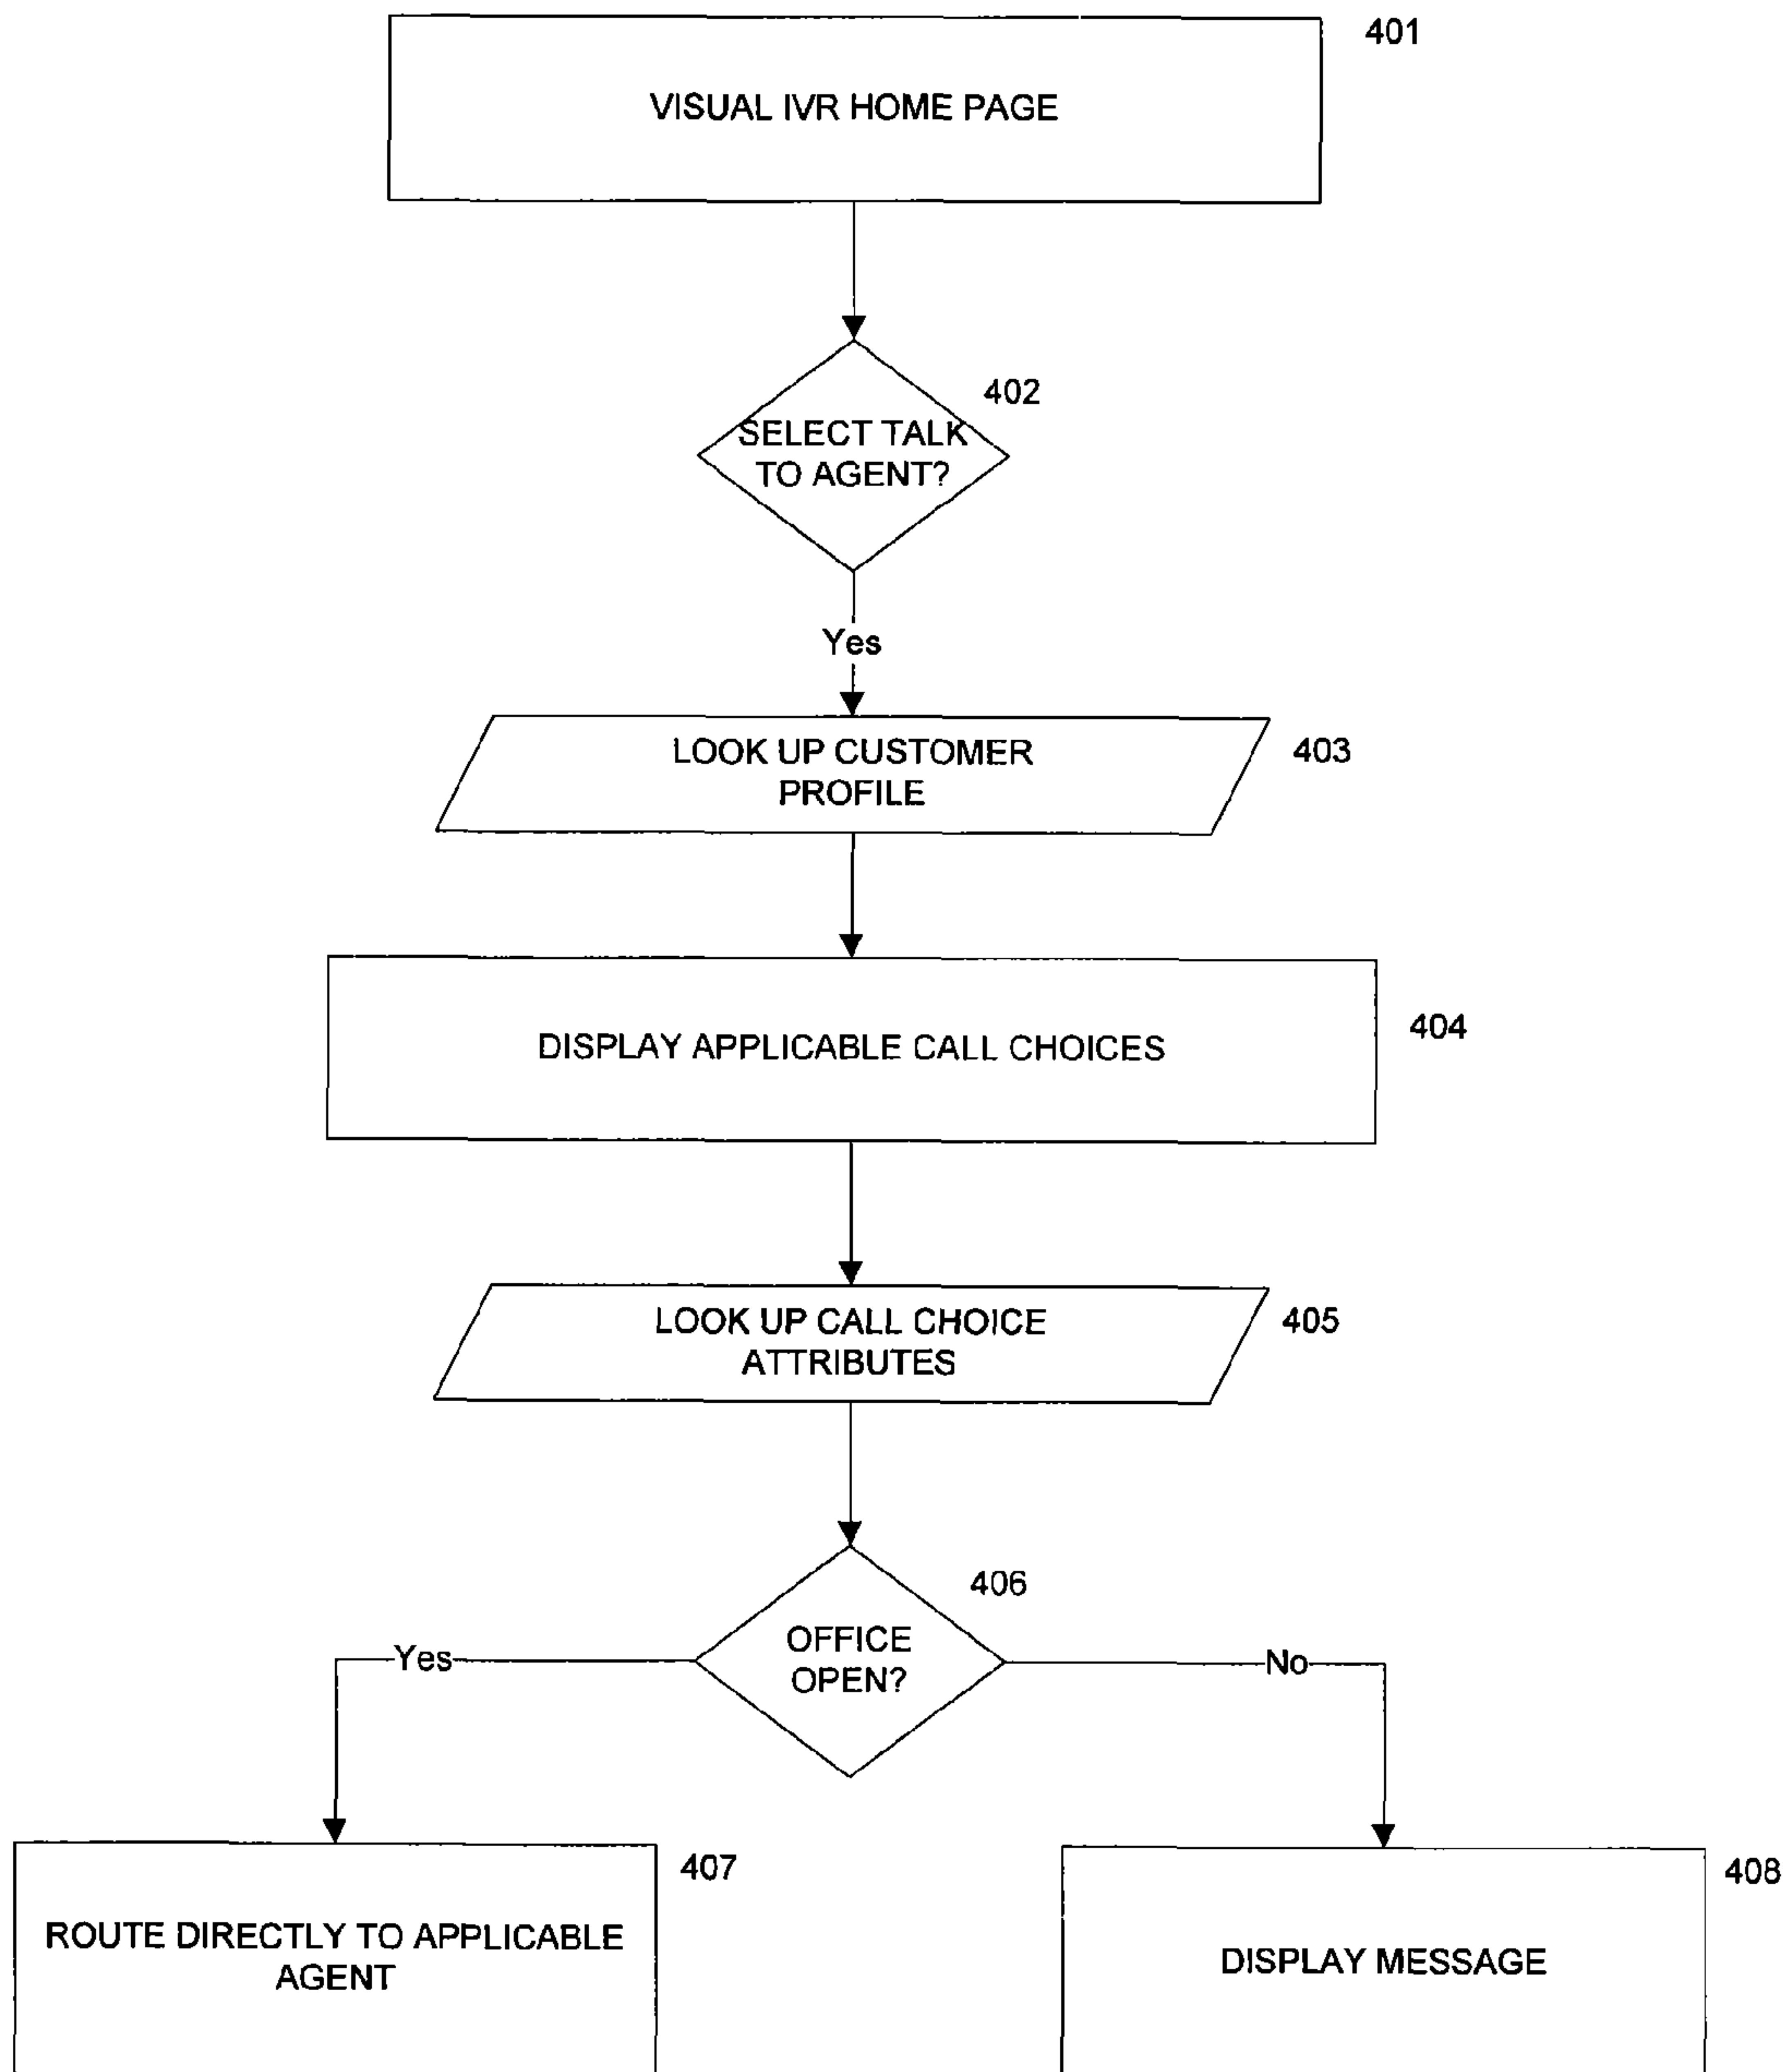 401
VISUAL IVR HOME PAGE
402
SELECT TALK
TO AGENT?
Yes
LOOK UP CUSTOMER
PROFILE
403
DISPLAY APPLICABLE CALL CHOICES
404
LOOK UP CALL CHOICE
ATTRIBUTES
405
406
OFFICE
OPEN?
Yes
No
407
ROUTE DIRECTLY TO APPLICABLE
AGENT
408
DISPLAY MESSAGE